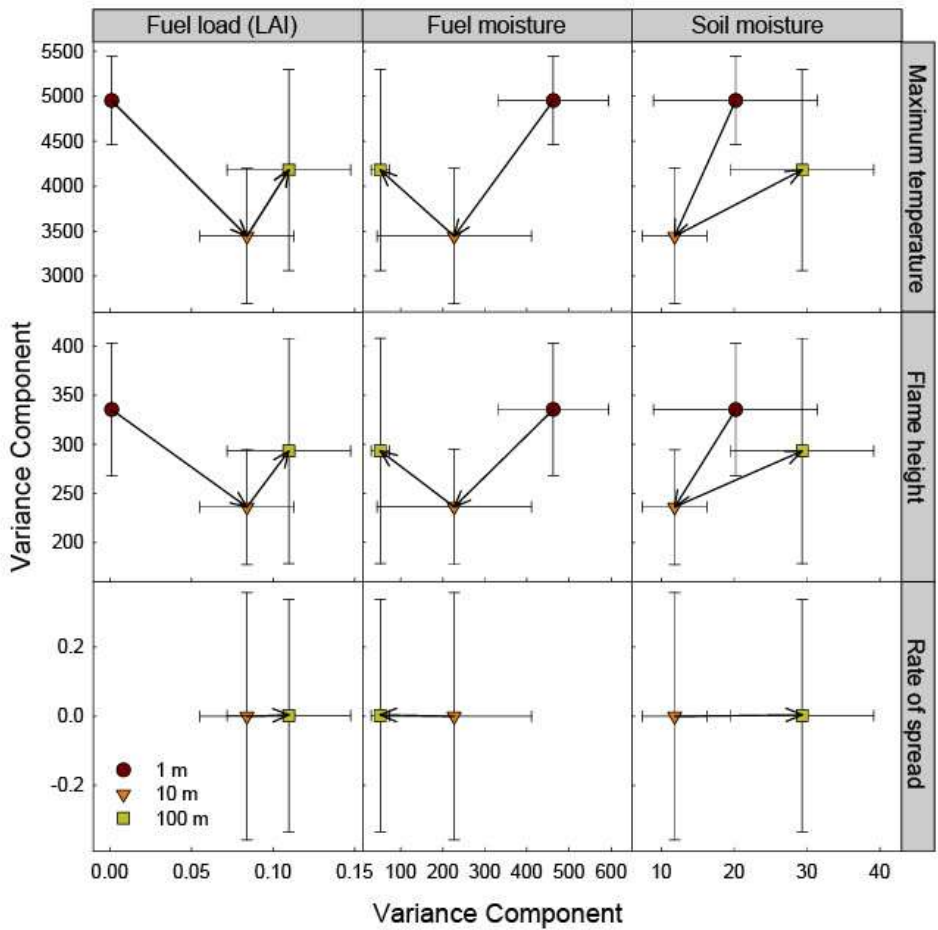 Fuel load (LAI) Fuel moisture Soil moisture
5500
5000
4500
4000
3500
3000
Maximum temperature
400
350
300
250
200
Flame height
Variance Component
0.2
0.0
-0.2
Rate of spread
1 m
10 m
100 m
0.00 0.05 0.10 0.15 100 200 300 400 500 600 10 20 30 40
Variance Component